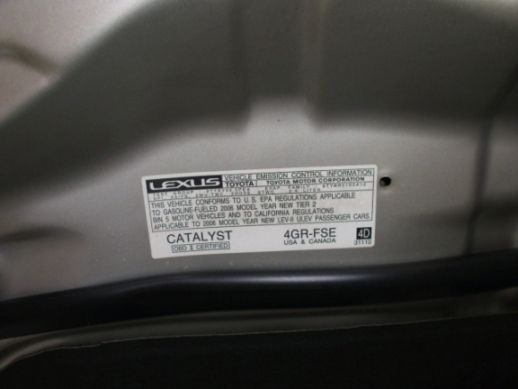 LEXUS VEHICLE EMISSION CONTROL INFORMATION
TOYOTA TOYOTA MOTOR CORPORATION
THIS VEHICLE CONFORMS TO U.S. EPA REGULATIONS APPLICABLE
TO GASOLINE-FUELED 2006 MODEL YEAR NEW TIER 2
BIN 5 MOTOR VEHICLES AND TO CALIFORNIA REGULATIONS
APPLICABLE TO 2006 MODEL YEAR NEW LEV-II ULEV PASSENGER CARS.
CATALYST 4GR-FSE 4D
OBD II CERTIFIED USA & CANADA 31110